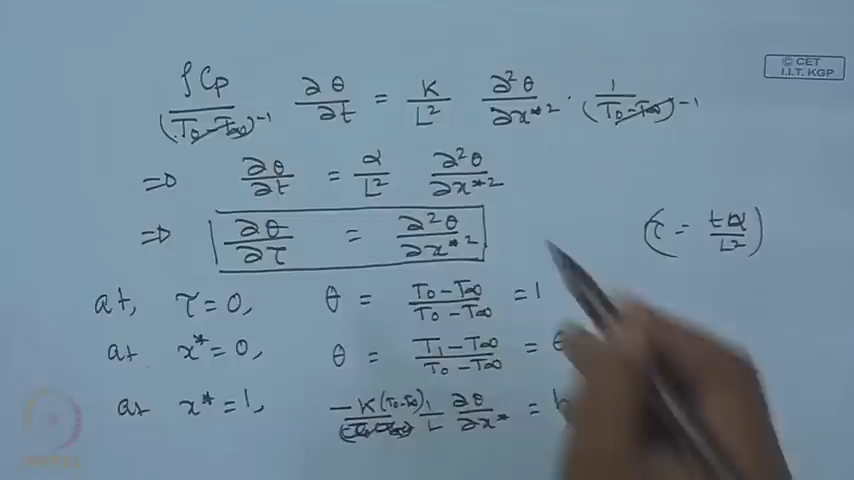 © CET
I.I.T. KGP
ρCp/(T0-T∞)^-1 ∂θ/∂t = K/L² ∂²θ/∂x*² · 1/(T0-T∞)^-1
⇒ ∂θ/∂t = α/L² ∂²θ/∂x*²
⇒ ∂θ/∂τ = ∂²θ/∂x*² (τ = tα/L²)
at, τ=0, θ = T0-T∞/T0-T∞ = 1
at x*=0, θ = T1-T∞/T0-T∞ = θ
at x*=1, -K(T0-T∞) 1/L ∂θ/∂x* = h